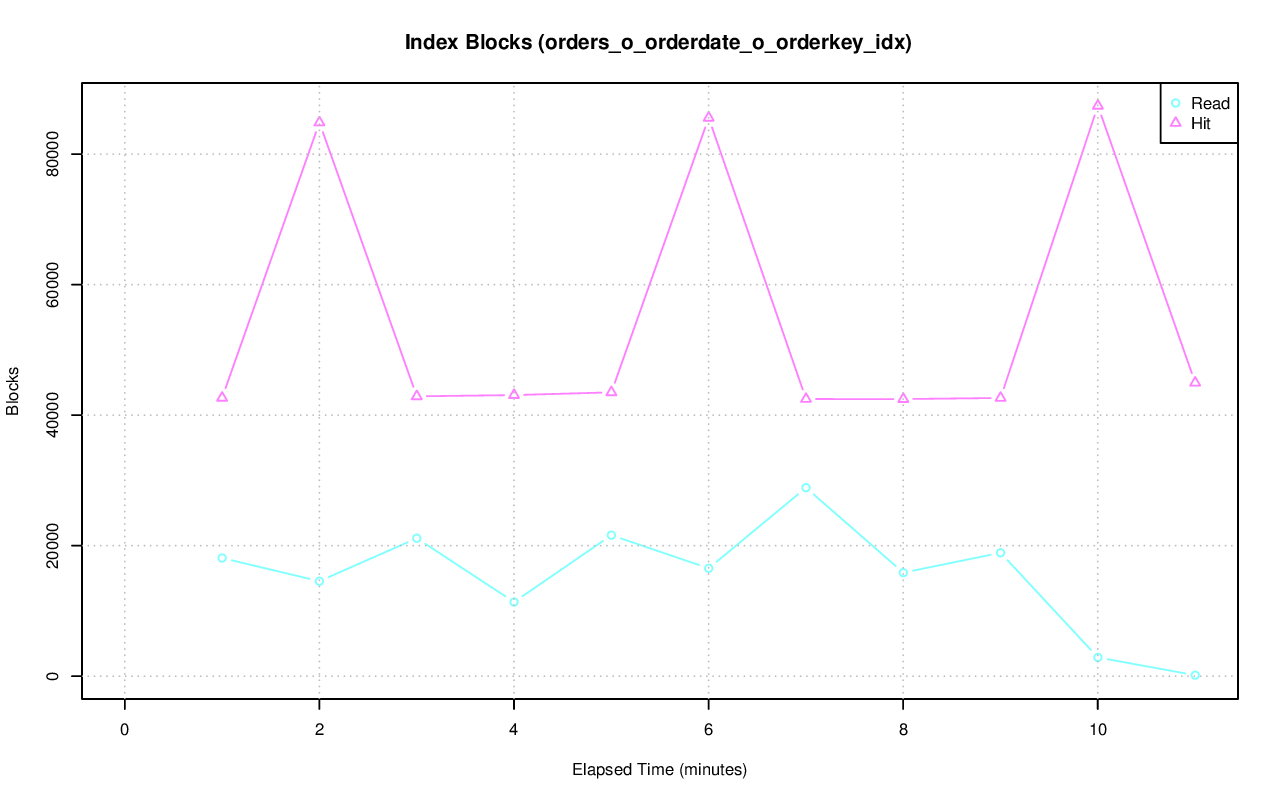 Index Blocks (orders_o_orderdate_o_orderkey_idx)
Read
Hit
Blocks
80000
60000
40000
20000
0
0 2 4 6 8 10
Elapsed Time (minutes)